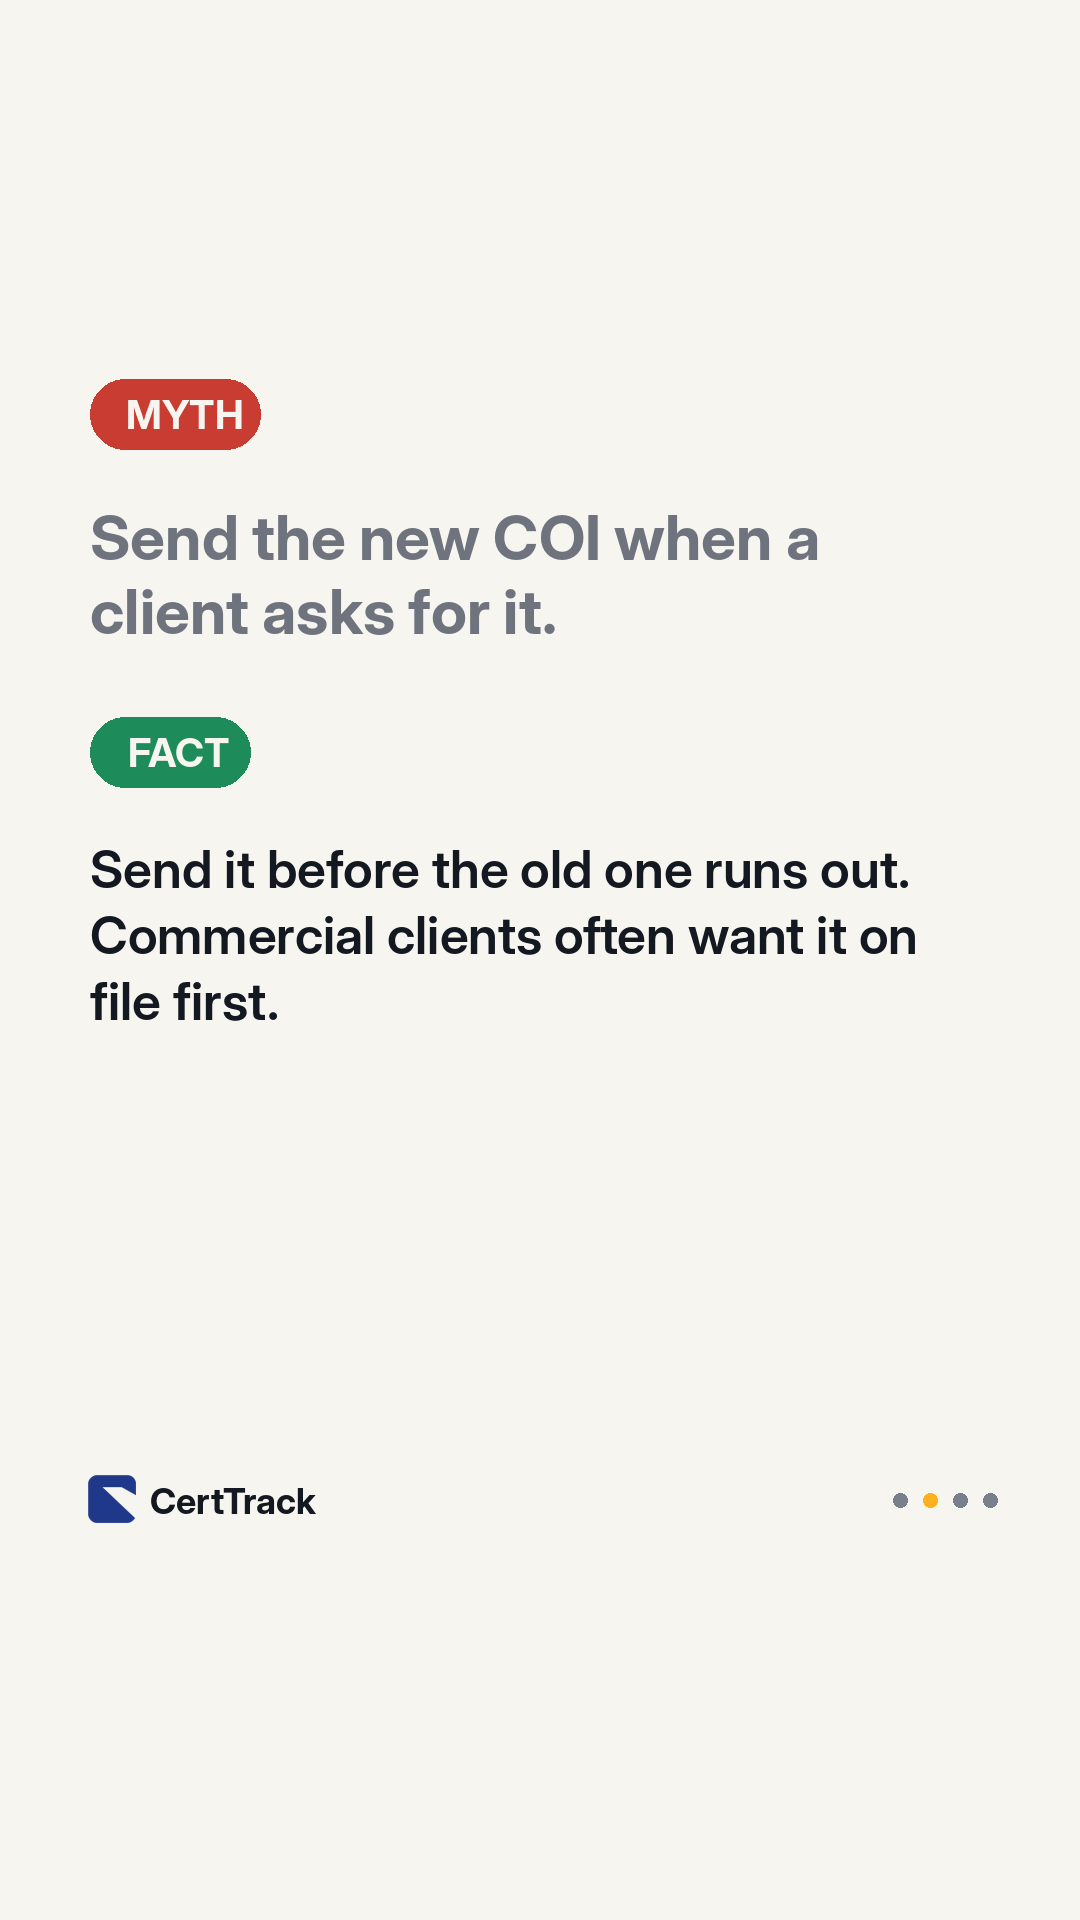 MYTH
Send the new COI when a
client asks for it.
FACT
Send it before the old one runs out.
Commercial clients often want it on
file first.
CertTrack